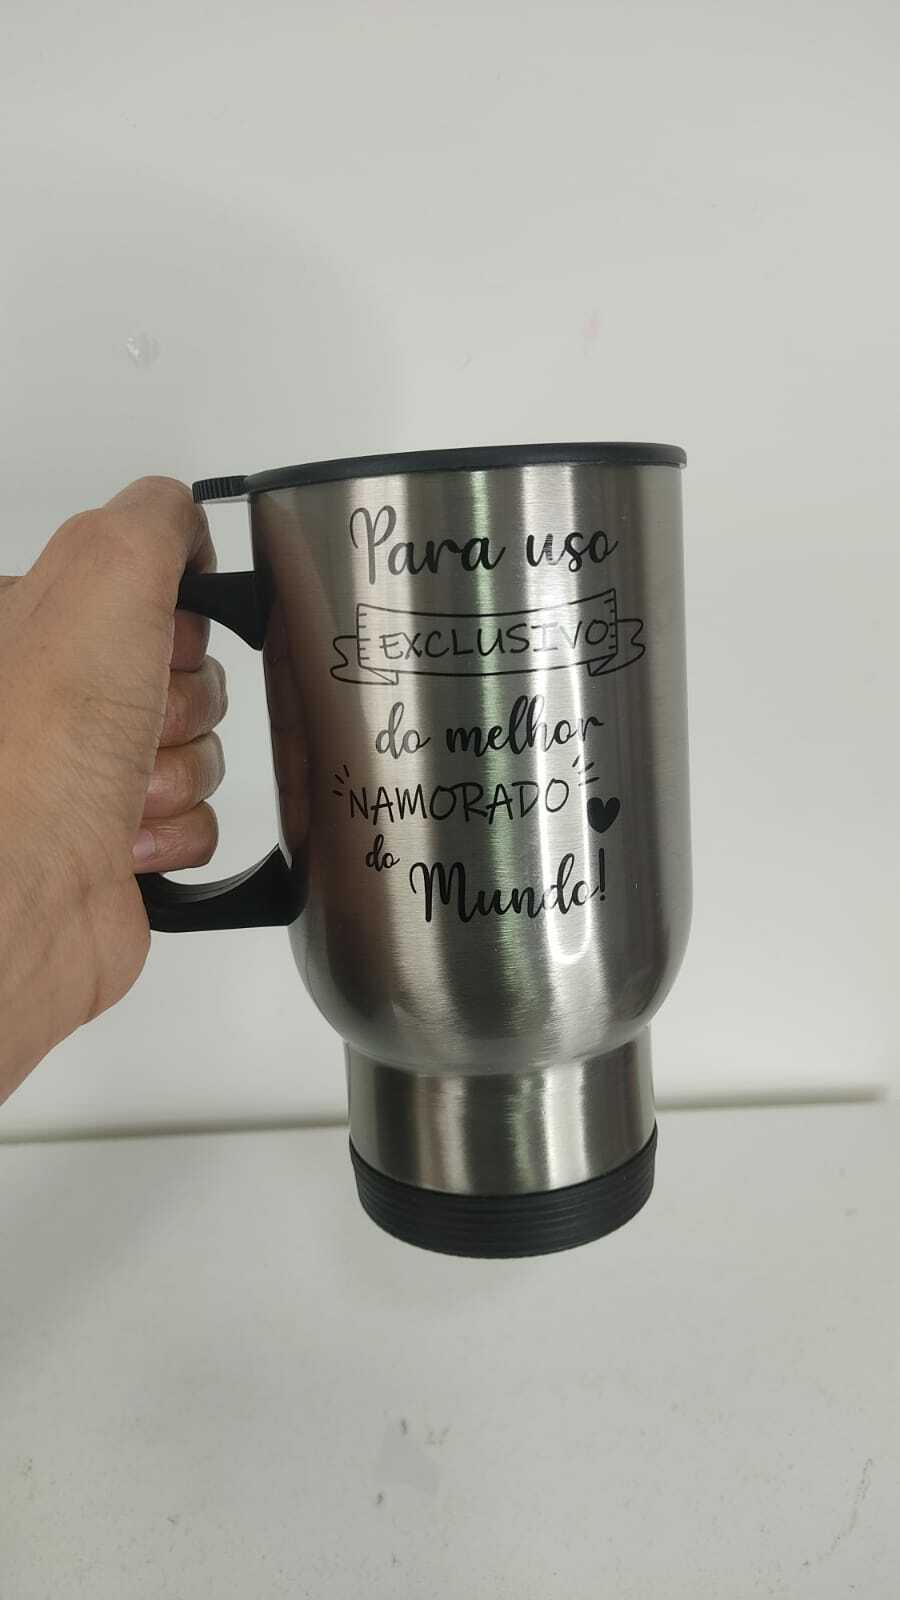 Para uso
EXCLUSIVO
do melhor
"NAMORADO"
do
Mundo!